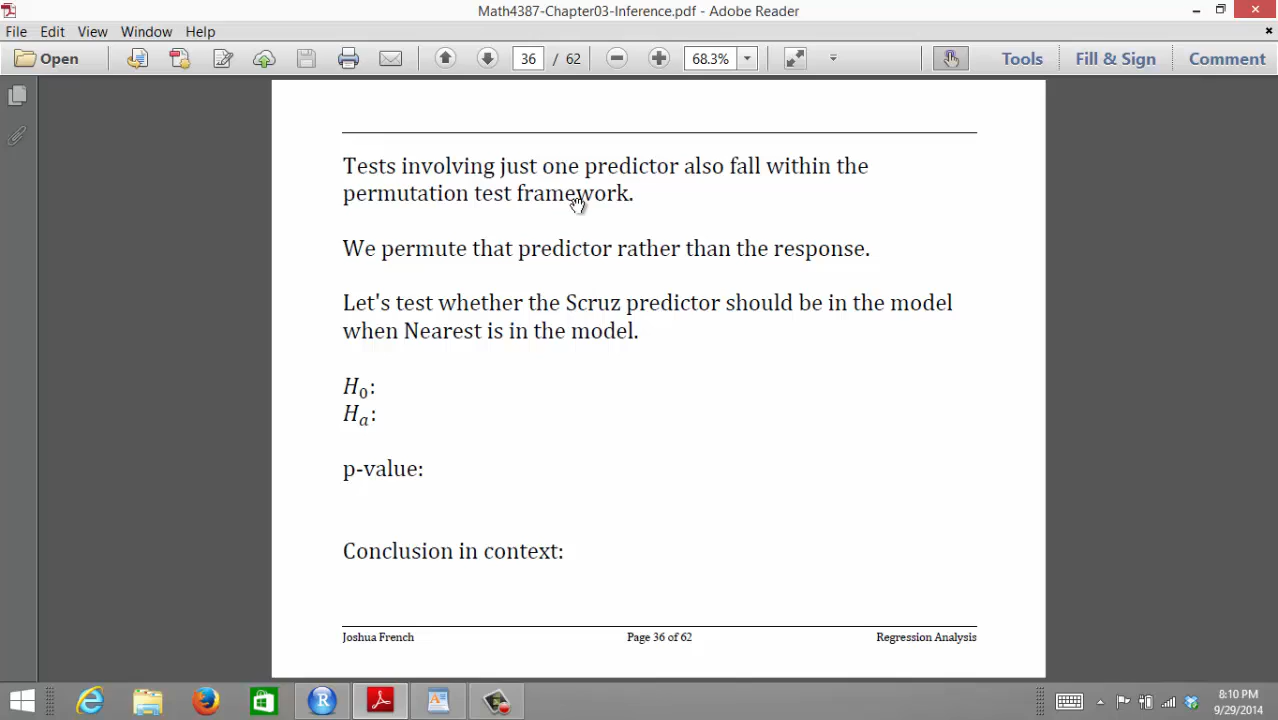 Math4387-Chapter03-Inference.pdf - Adobe Reader
File Edit View Window Help
Open 36 / 62 68.3% Tools Fill & Sign Comment
Tests involving just one predictor also fall within the
permutation test framework.
We permute that predictor rather than the response.
Let's test whether the Scruz predictor should be in the model
when Nearest is in the model.
H₀:
Hₐ:
p-value:
Conclusion in context:
Joshua French Page 36 of 62 Regression Analysis
8:10 PM
9/29/2014